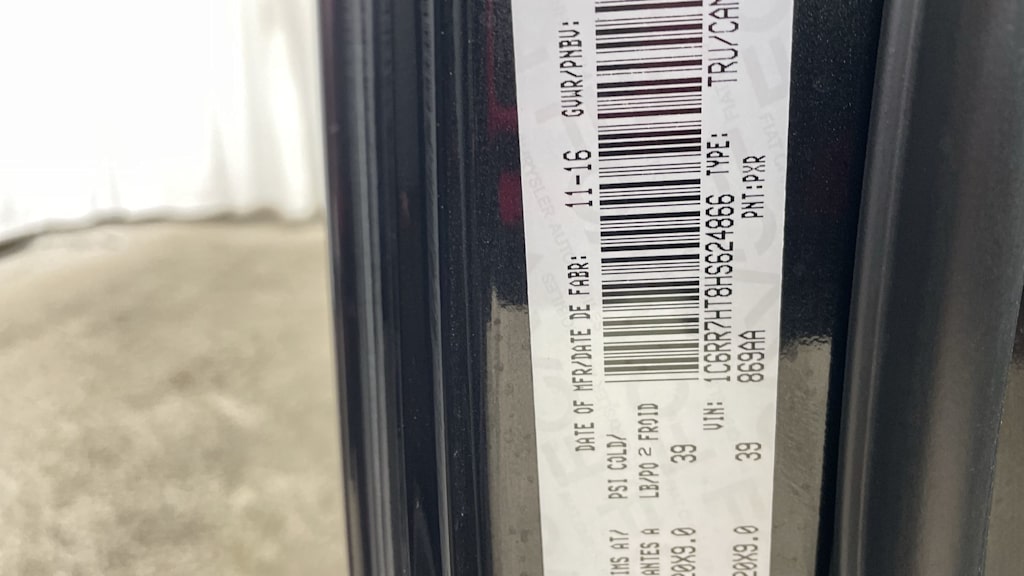 DATE OF MFR/DATE DE FABR: 11-16 GVWR/PNBV:
IMS AT/ PSI COLD/
ANTES A LB/PO 2 FROID
20X9.0 39
VIN: 1C6RR7HT8HS624866 TYPE: TRU/CAM
20X9.0 39 869AA PNT:PXR